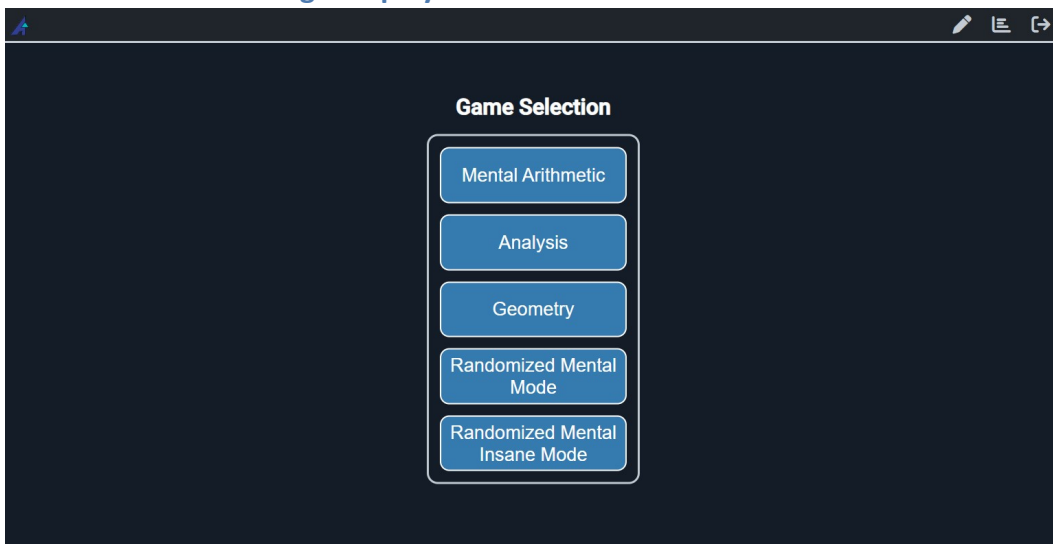 Game Selection
Mental Arithmetic
Analysis
Geometry
Randomized Mental
Mode
Randomized Mental
Insane Mode